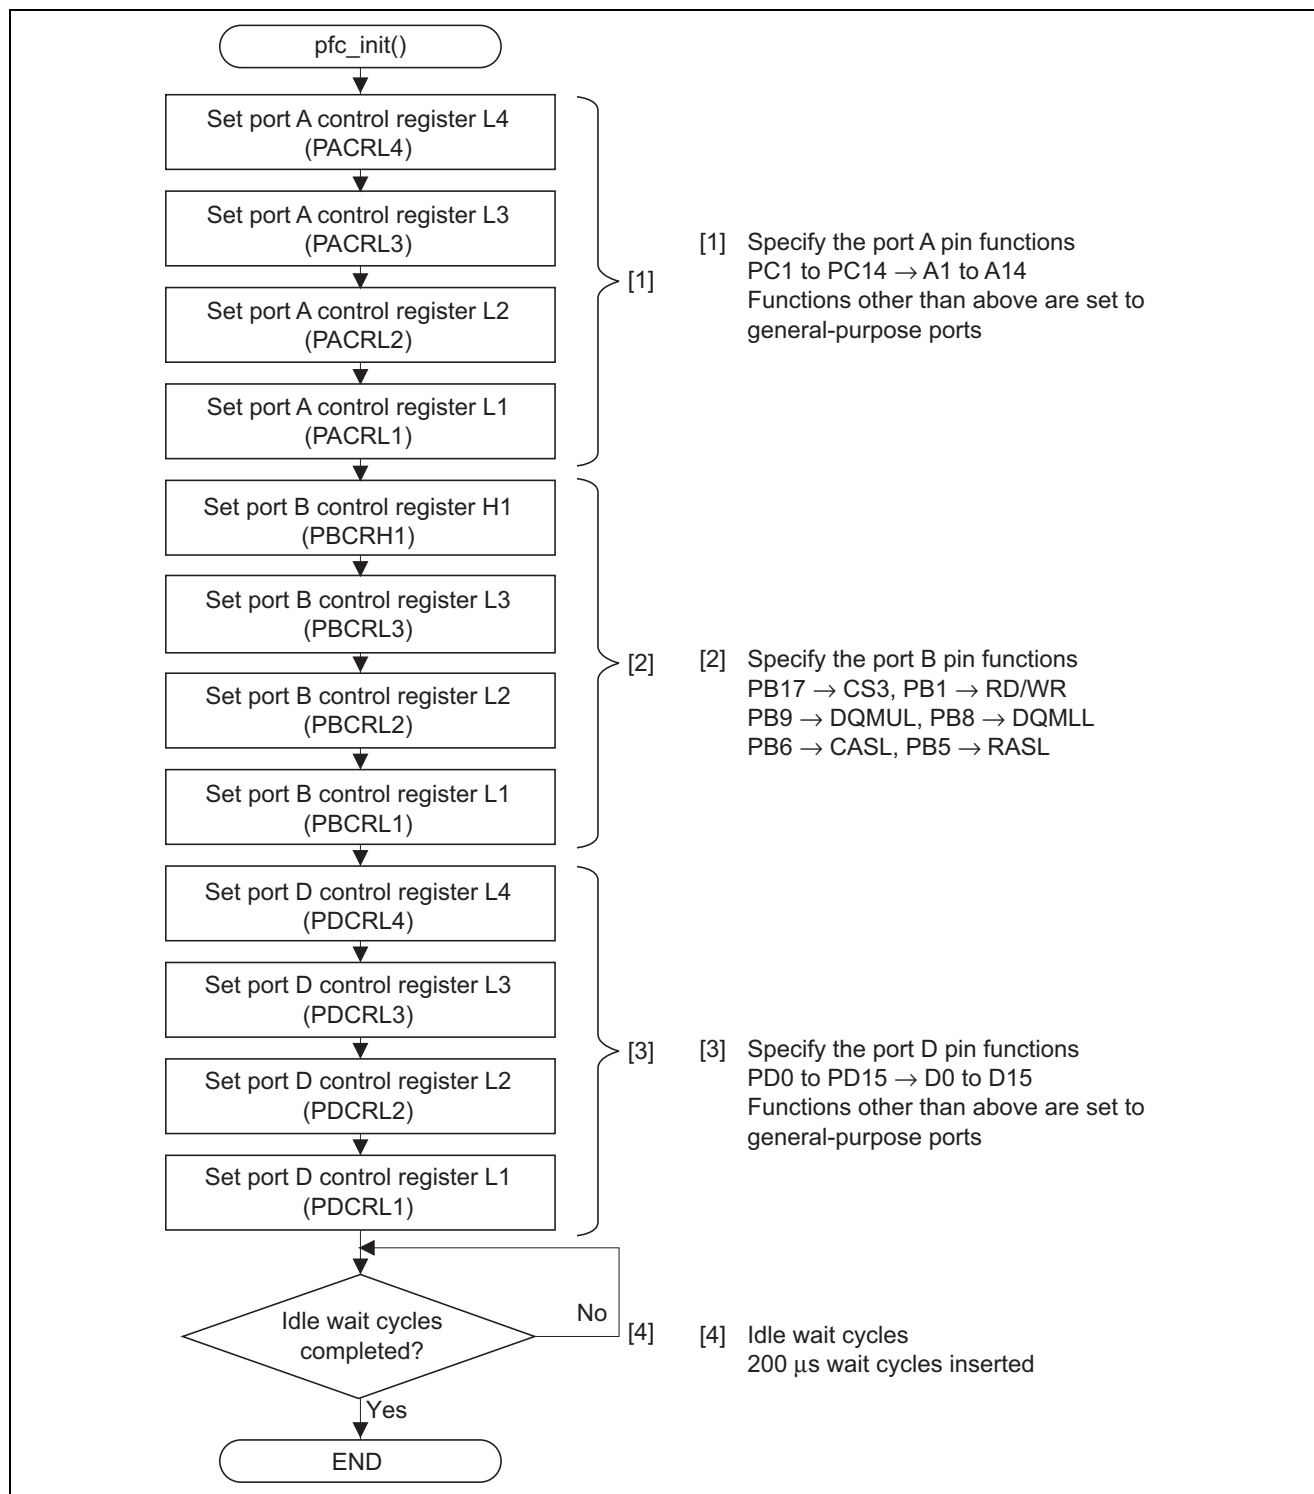 pfc_init()
Set port A control register L4
(PACRL4)
Set port A control register L3
(PACRL3)
Set port A control register L2
(PACRL2)
Set port A control register L1
(PACRL1)
[1]
[1] Specify the port A pin functions
PC1 to PC14 → A1 to A14
Functions other than above are set to
general-purpose ports
Set port B control register H1
(PBCRH1)
Set port B control register L3
(PBCRL3)
Set port B control register L2
(PBCRL2)
Set port B control register L1
(PBCRL1)
[2]
[2] Specify the port B pin functions
PB17 → CS3, PB1 → RD/WR
PB9 → DQMUL, PB8 → DQMLL
PB6 → CASL, PB5 → RASL
Set port D control register L4
(PDCRL4)
Set port D control register L3
(PDCRL3)
Set port D control register L2
(PDCRL2)
Set port D control register L1
(PDCRL1)
[3]
[3] Specify the port D pin functions
PD0 to PD15 → D0 to D15
Functions other than above are set to
general-purpose ports
Idle wait cycles
completed?
No
[4]
[4] Idle wait cycles
200 μs wait cycles inserted
Yes
END